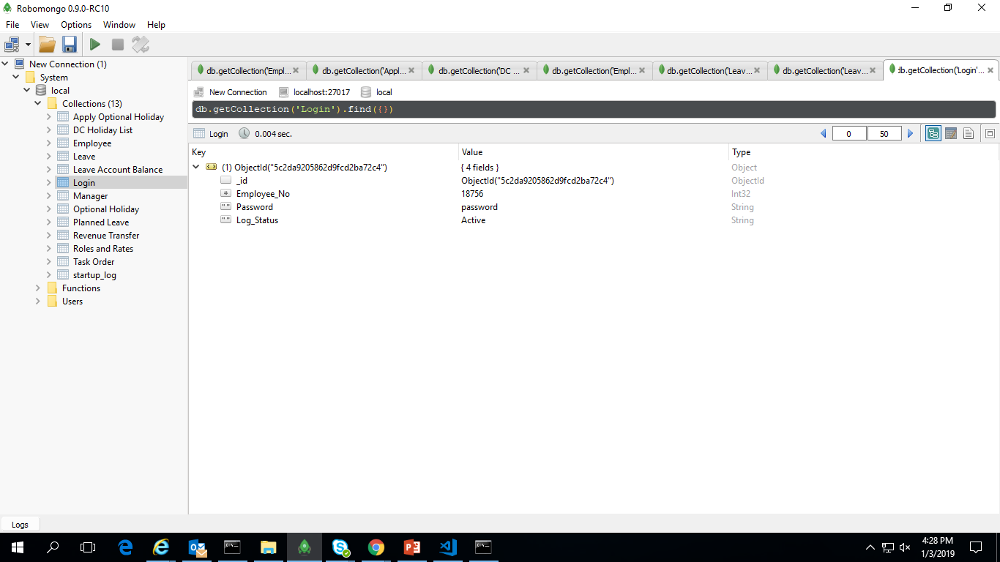 Robomongo 0.9.0-RC10
File View Options Window Help
New Connection (1)
System
local
Collections (13)
Apply Optional Holiday
DC Holiday List
Employee
Leave
Leave Account Balance
Login
Manager
Optional Holiday
Planned Leave
Revenue Transfer
Roles and Rates
Task Order
startup_log
Functions
Users
db.getCollection('Empl... db.getCollection('Appl... db.getCollection('DC ... db.getCollection('Empl... db.getCollection('Leav... db.getCollection('Leav... db.getCollection('Login'...
New Connection localhost:27017 local
db.getCollection('Login').find({})
Login 0.004 sec. 0 50
Key Value Type
(1) ObjectId("5c2da9205862d9fcd2ba72c4") { 4 fields } Object
_id ObjectId("5c2da9205862d9fcd2ba72c4") ObjectId
# Employee_No 18756 Int32
" " Password password String
" " Log_Status Active String
Logs
4:28 PM
1/3/2019